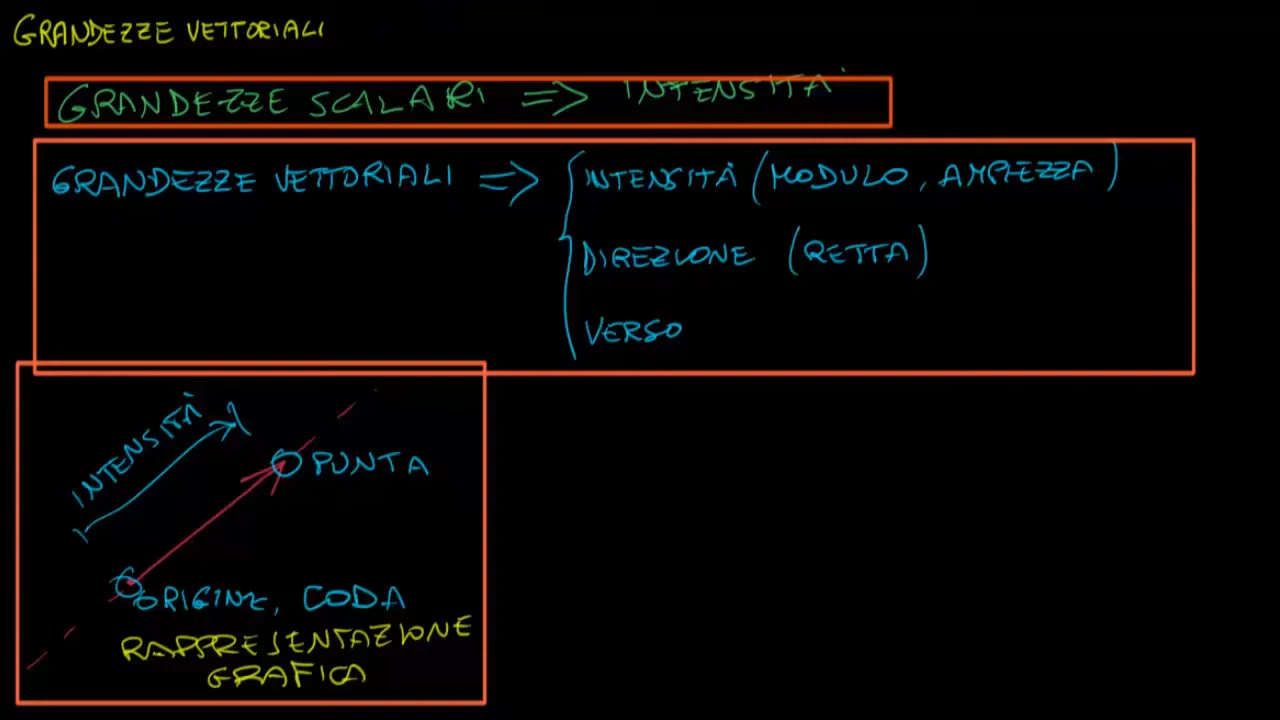 GRANDEZZE VETTORIALI
GRANDEZZE SCALARI => INTENSITÀ
GRANDEZZE VETTORIALI => INTENSITÀ (MODULO, AMPIEZZA)
DIREZIONE (RETTA)
VERSO
INTENSITÀ
PUNTA
ORIGINE, CODA
RAPPRESENTAZIONE
GRAFICA